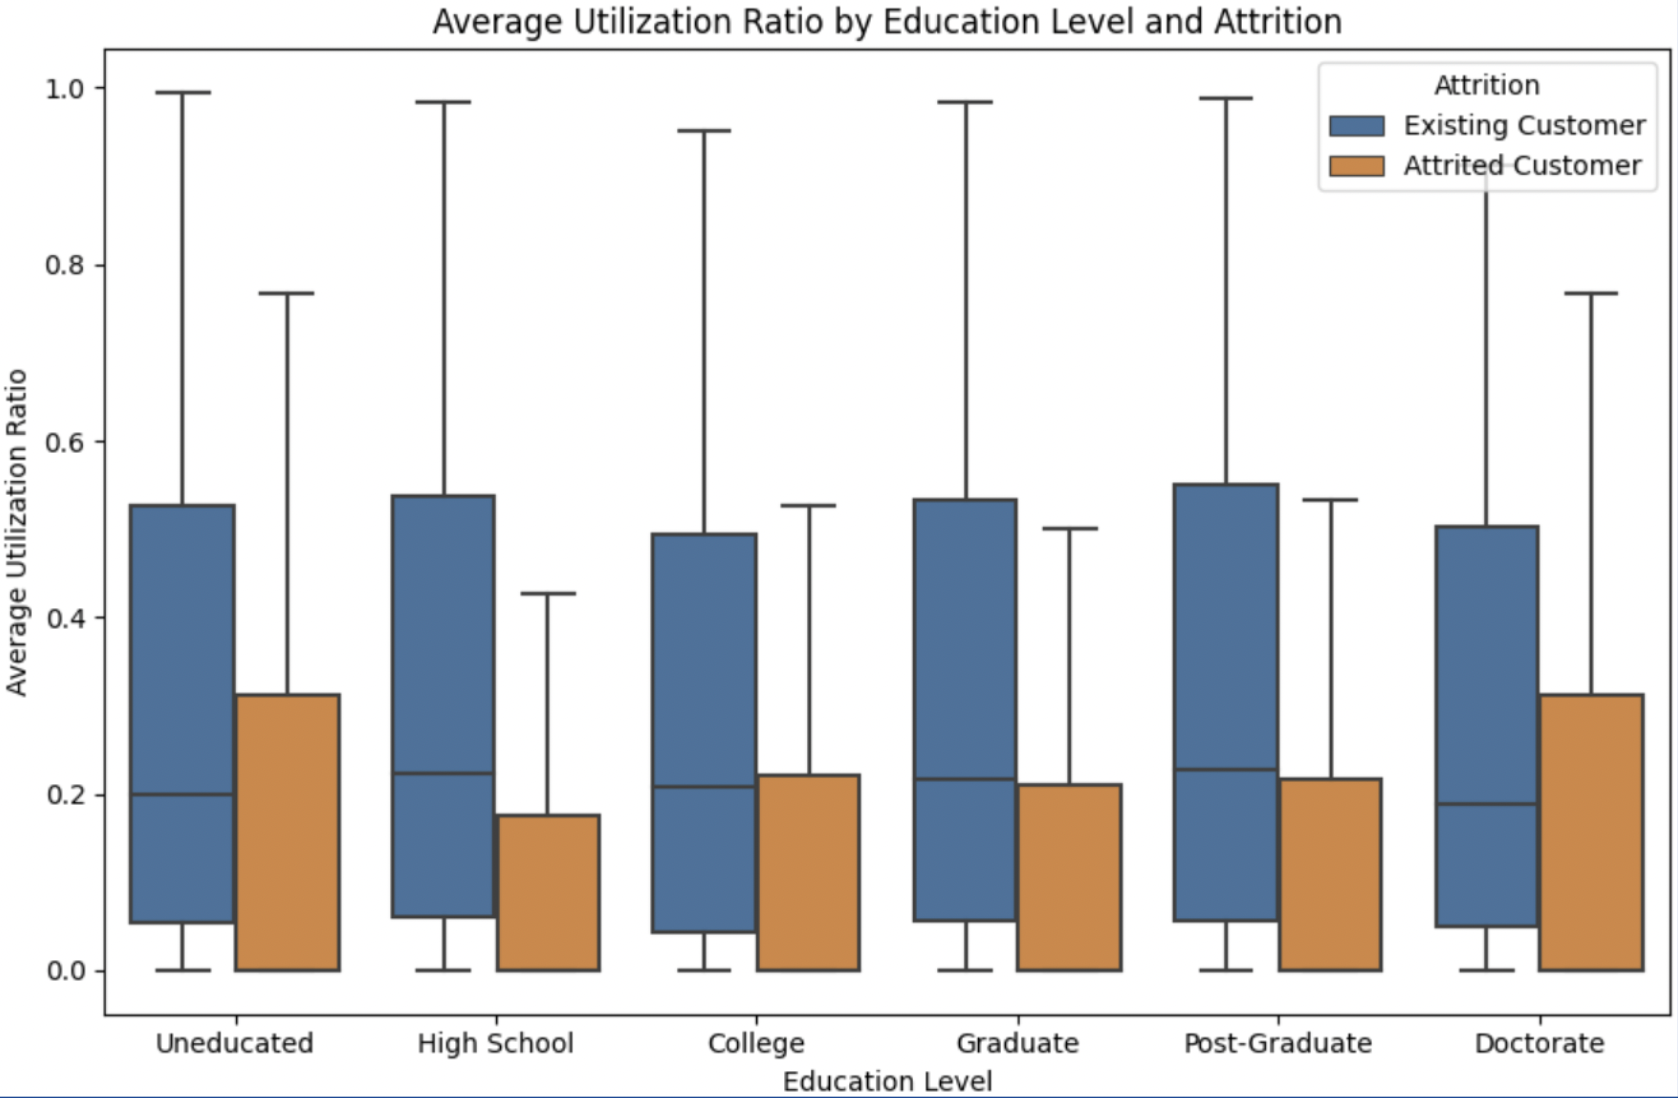 Average Utilization Ratio by Education Level and Attrition
Attrition
Existing Customer
Attrited Customer
Average Utilization Ratio
1.0
0.8
0.6
0.4
0.2
0.0
Uneducated
High School
College
Graduate
Post-Graduate
Doctorate
Education Level